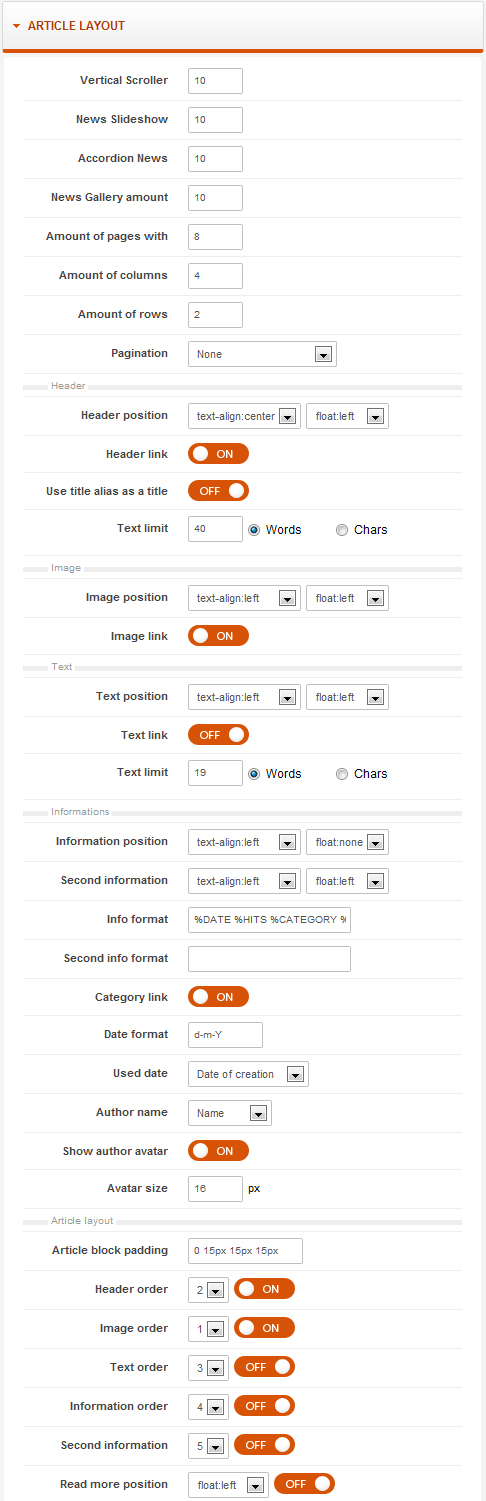 ARTICLE LAYOUT
Vertical Scroller 10
News Slideshow 10
Accordion News 10
News Gallery amount 10
Amount of pages with 8
Amount of columns 4
Amount of rows 2
Pagination None
Header
Header position text-align:center float:left
Header link ON
Use title alias as a title OFF
Text limit 40 Words Chars
Image
Image position text-align:left float:left
Image link ON
Text
Text position text-align:left float:left
Text link OFF
Text limit 19 Words Chars
Informations
Information position text-align:left float:none
Second information text-align:left float:left
Info format %DATE %HITS %CATEGORY %
Second info format
Category link ON
Date format d-m-Y
Used date Date of creation
Author name Name
Show author avatar ON
Avatar size 16 px
Article layout
Article block padding 0 15px 15px 15px
Header order 2 ON
Image order 1 ON
Text order 3 OFF
Information order 4 OFF
Second information 5 OFF
Read more position float:left OFF